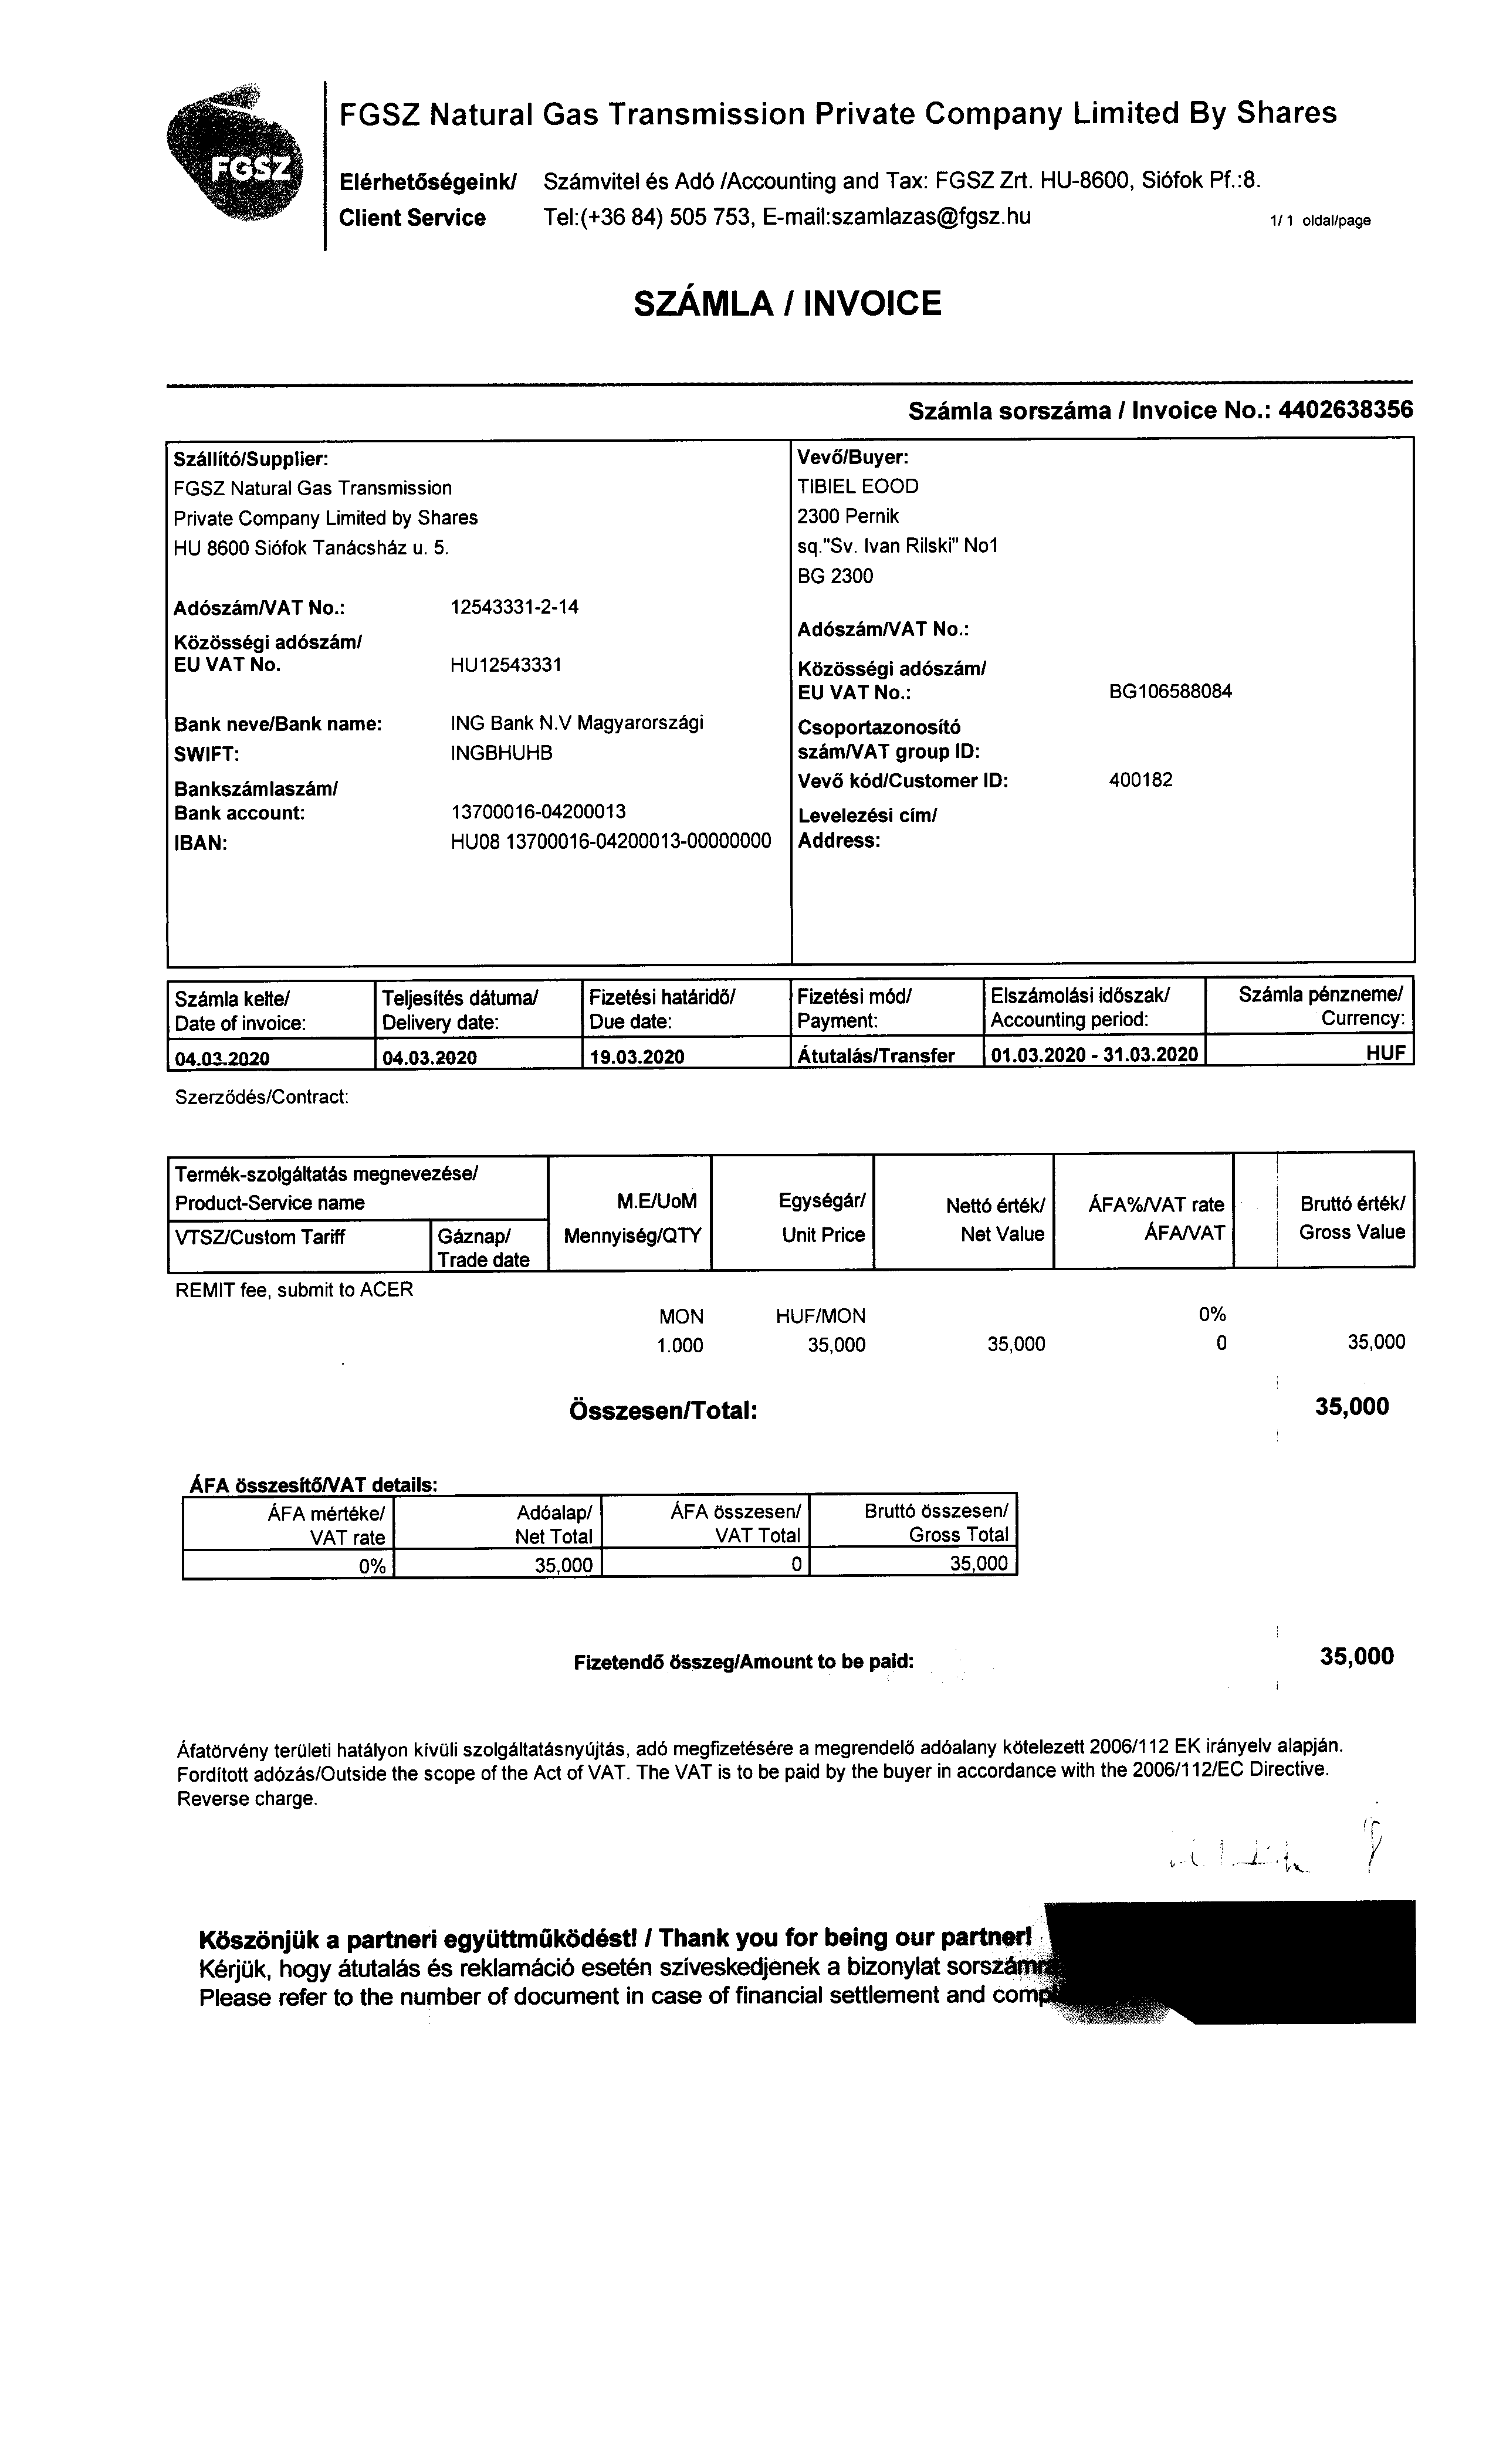 FGSZ
FGSZ Natural Gas Transmission Private Company Limited By Shares
Elérhetőségeink/ Számvitel és Adó /Accounting and Tax: FGSZ Zrt. HU-8600, Siófok Pf.:8.
Client Service Tel:(+36 84) 505 753, E-mail:szamlazas@fgsz.hu
1/ 1 oldal/page
SZÁMLA / INVOICE
Számla sorszáma / Invoice No.: 4402638356
Szállító/Supplier:
FGSZ Natural Gas Transmission
Private Company Limited by Shares
HU 8600 Siófok Tanácsház u. 5.
Adószám/VAT No.: 12543331-2-14
Közösségi adószám/
EU VAT No. HU12543331
Bank neve/Bank name: ING Bank N.V Magyarországi
SWIFT: INGBHUHB
Bankszámlaszám/
Bank account: 13700016-04200013
IBAN: HU08 13700016-04200013-00000000
Vevő/Buyer:
TIBIEL EOOD
2300 Pernik
sq."Sv. Ivan Rilski" No1
BG 2300
Adószám/VAT No.:
Közösségi adószám/
EU VAT No.: BG106588084
Csoportazonosító
szám/VAT group ID:
Vevő kód/Customer ID: 400182
Levelezési cím/
Address:
Számla kelte/ Teljesítés dátuma/ Fizetési határidő/ Fizetési mód/ Elszámolási időszak/ Számla pénzneme/
Date of invoice: Delivery date: Due date: Payment: Accounting period: Currency:
04.03.2020 04.03.2020 19.03.2020 Átutalás/Transfer 01.03.2020 - 31.03.2020 HUF
Szerződés/Contract:
Termék-szolgáltatás megnevezése/
Product-Service name M.E/UoM Egységár/ Nettó érték/ ÁFA%/VAT rate Bruttó érték/
VTSZ/Custom Tariff Gáznap/ Mennyiség/QTY Unit Price Net Value ÁFA/VAT Gross Value
Trade date
REMIT fee, submit to ACER
MON HUF/MON 0%
1.000 35,000 35,000 0 35,000
Összesen/Total: 35,000
ÁFA összesítő/VAT details:
ÁFA mértéke/ Adóalap/ ÁFA összesen/ Bruttó összesen/
VAT rate Net Total VAT Total Gross Total
0% 35,000 0 35,000
Fizetendő összeg/Amount to be paid: 35,000
Áfatörvény területi hatályon kívüli szolgáltatásnyújtás, adó megfizetésére a megrendelő adóalany kötelezett 2006/112 EK irányelv alapján.
Fordított adózás/Outside the scope of the Act of VAT. The VAT is to be paid by the buyer in accordance with the 2006/112/EC Directive.
Reverse charge.
Köszönjük a partneri együttműködést! / Thank you for being our partner!
Kérjük, hogy átutalás és reklamáció esetén szíveskedjenek a bizonylat
Please refer to the number of document in case of financial settlement and